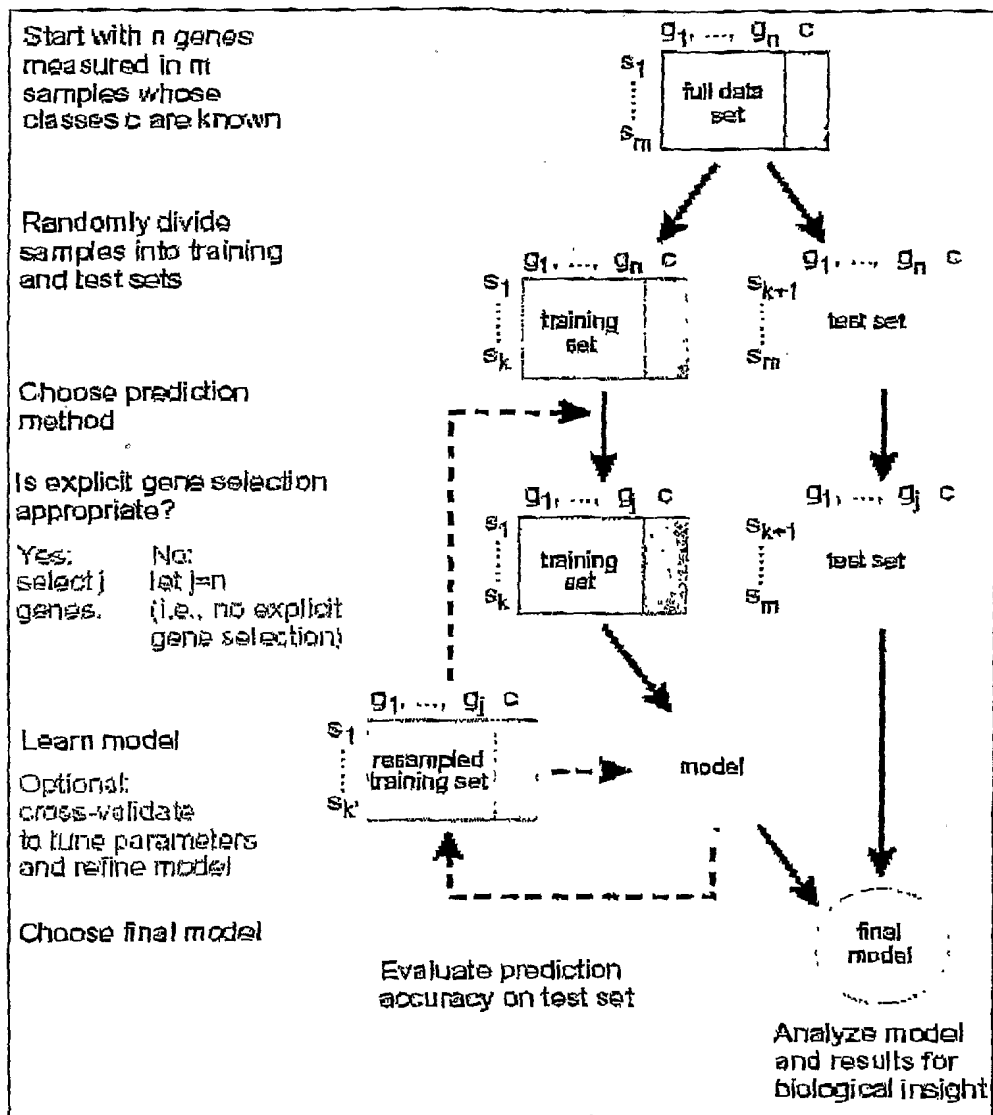 Start with n genes
measured in m
samples whose
classes c are known
g1, ..., gn c
s1
sm
full data
set
Randomly divide
samples into training
and test sets
g1, ..., gn c
s1
sk
training
set
g1, ..., gn c
sk+1
sm
test set
Choose prediction
method
Is explicit gene selection
appropriate?
Yes:
select j
genes.
No:
let j=n
(i.e., no explicit
gene selection)
g1, ..., gj c
s1
sk
training
set
g1, ..., gj c
sk+1
sm
test set
Learn model
Optional:
cross-validate
to tune parameters
and refine model
g1, ..., gj c
s1
sk'
resampled
training set
model
Choose final model
final
model
Evaluate prediction
accuracy on test set
Analyze model
and results for
biological insight